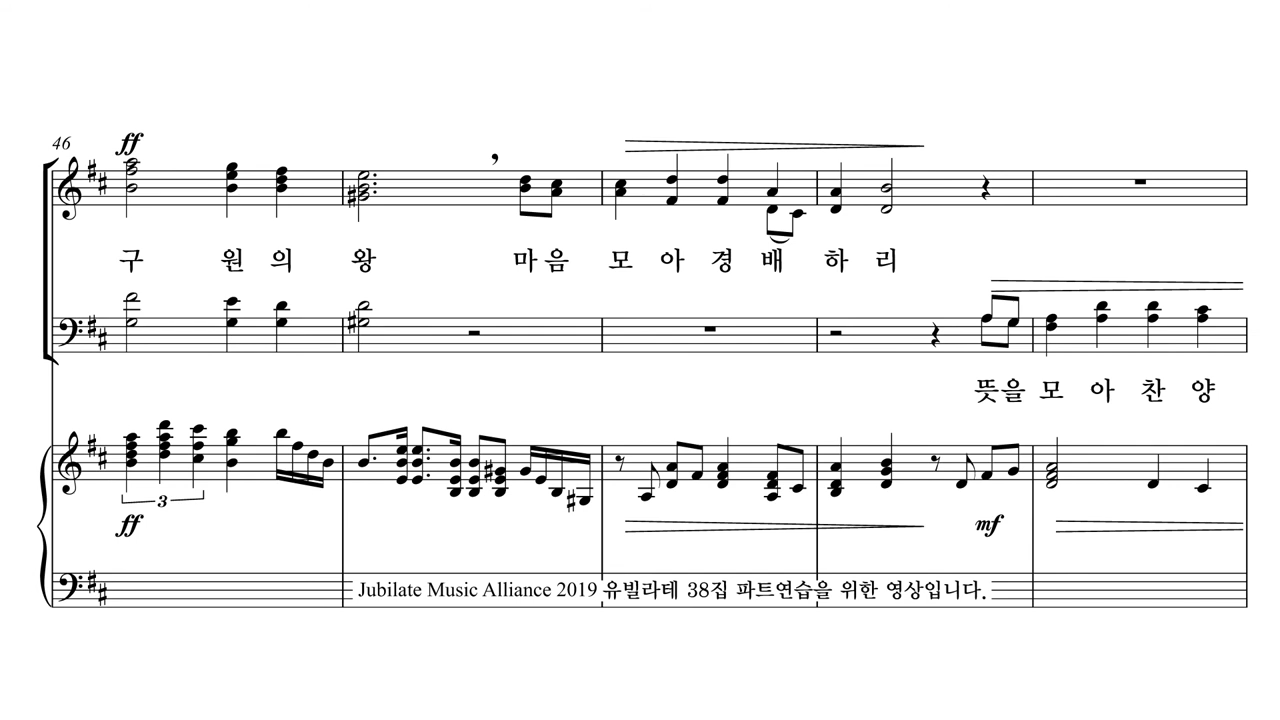 46
ff
구 원 의 왕 마 음 모 아 경 배 하 리
뜻을 모 아 찬 양
3
ff mf
Jubilate Music Alliance 2019 유빌라테 38집 파트연습을 위한 영상입니다.